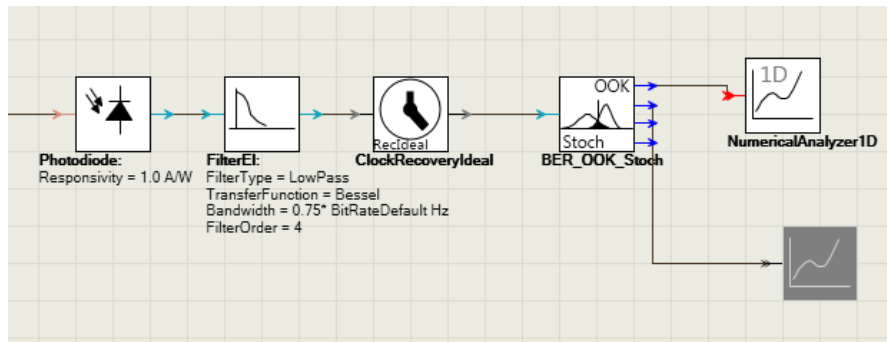 OOK
1D
RecIdeal
Stoch
Photodiode:
Responsivity = 1.0 A/W
FilterEl:
FilterType = LowPass
TransferFunction = Bessel
Bandwidth = 0.75* BitRateDefault Hz
FilterOrder = 4
ClockRecoveryIdeal
BER_OOK_Stoch
NumericalAnalyzer1D